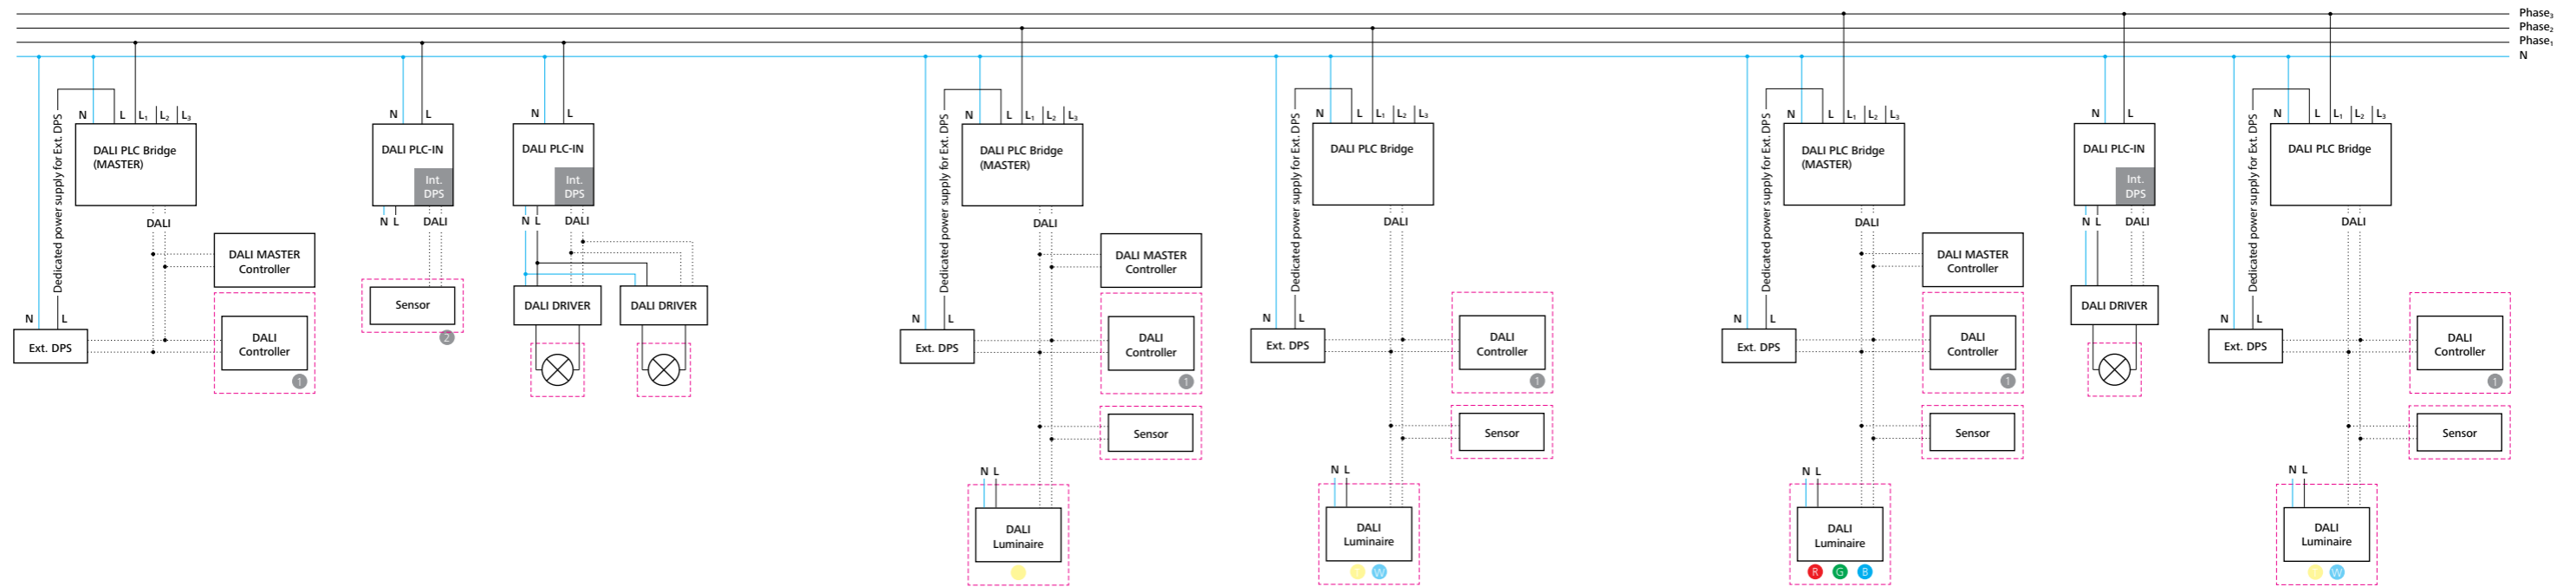 Phase₃
Phase₂
Phase₁
N
N
L
L₁
L₂
L₃
DALI PLC Bridge
(MASTER)
DALI
Dedicated power supply for Ext. DPS
N
L
Ext. DPS
DALI MASTER
Controller
DALI
Controller
1
N
L
DALI PLC-IN
Int.
DPS
N L
DALI
Sensor
2
N
L
DALI PLC-IN
Int.
DPS
N L
DALI
DALI DRIVER
DALI DRIVER
N
L
L₁
L₂
L₃
DALI PLC Bridge
(MASTER)
DALI
Dedicated power supply for Ext. DPS
N
L
Ext. DPS
DALI MASTER
Controller
DALI
Controller
1
Sensor
N L
DALI
Luminaire
N
L
L₁
L₂
L₃
DALI PLC Bridge
DALI
Dedicated power supply for Ext. DPS
N
L
Ext. DPS
DALI
Controller
1
Sensor
N L
DALI
Luminaire
W
N
L
L₁
L₂
L₃
DALI PLC Bridge
(MASTER)
DALI
Dedicated power supply for Ext. DPS
N
L
Ext. DPS
DALI MASTER
Controller
DALI
Controller
1
Sensor
N L
DALI
Luminaire
R G B
N
L
DALI PLC-IN
Int.
DPS
N L
DALI
DALI DRIVER
N
L
L₁
L₂
L₃
DALI PLC Bridge
DALI
Dedicated power supply for Ext. DPS
N
L
Ext. DPS
DALI
Controller
1
Sensor
N L
DALI
Luminaire
W